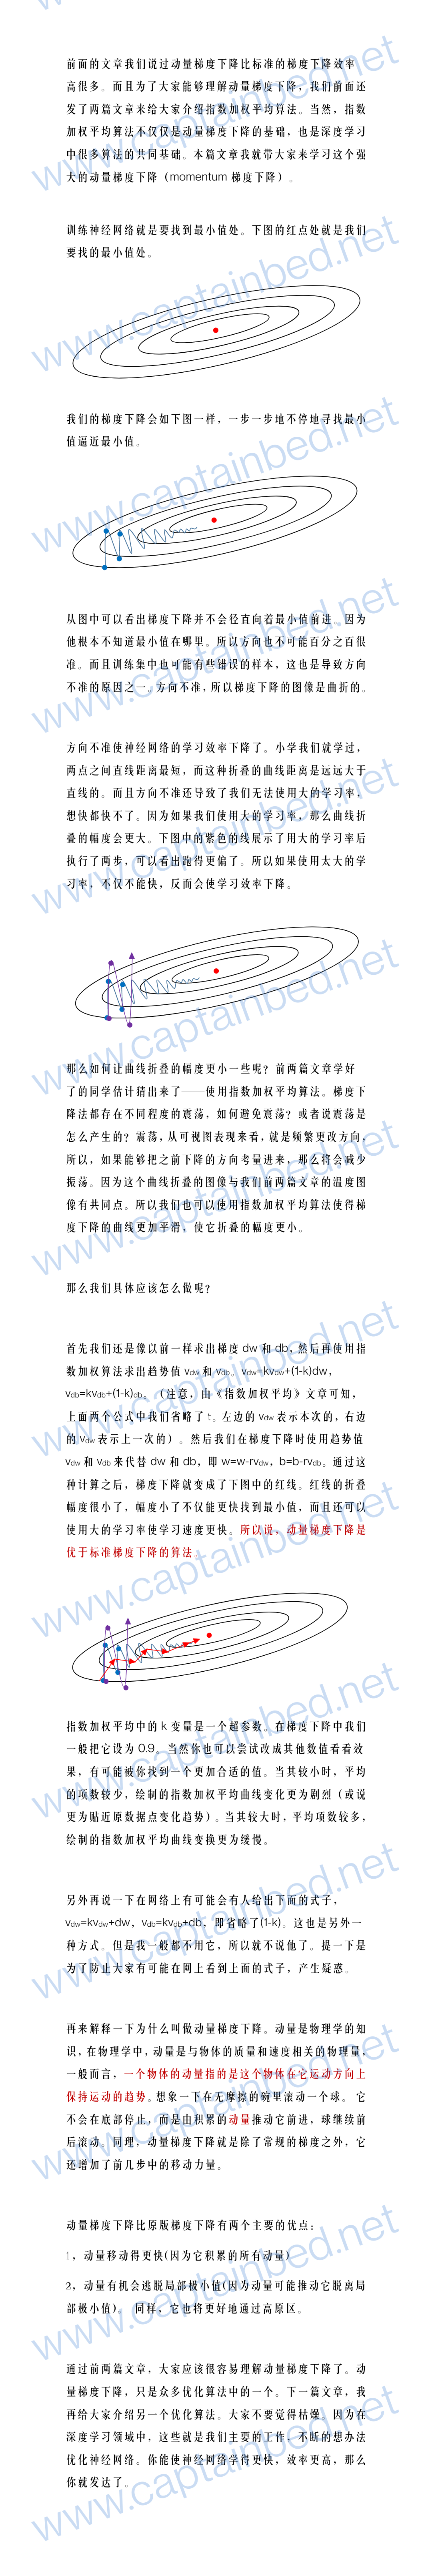 前面的文章我们说过动量梯度下降比标准的梯度下降效率
高很多。而且为了大家能够理解动量梯度下降，我们前面还
发了两篇文章来给大家介绍指数加权平均算法。当然，指数
加权平均算法不仅仅是动量梯度下降的基础，也是深度学习
中很多算法的共同基础。本篇文章我就带大家来学习这个强
大的动量梯度下降（momentum 梯度下降）。
训练神经网络就是要找到最小值处。下图的红点处就是我们
要找的最小值处。
我们的梯度下降会如下图一样，一步一步地不停地寻找最小
值逼近最小值。
从图中可以看出梯度下降并不会径直向着最小值前进。因为
他根本不知道最小值在哪里。所以方向也不可能百分之百很
准。而且训练集中也可能有些错误的样本，这也是导致方向
不准的原因之一。方向不准，所以梯度下降的图像是曲折的。
方向不准使神经网络的学习效率下降了。小学我们就学过，
两点之间直线距离最短，而这种折叠的曲线距离是远远大于
直线的。而且方向不准还导致了我们无法使用大的学习率，
想快都快不了。因为如果我们使用大的学习率，那么曲线折
叠的幅度会更大。下图中的紫色的线展示了用大的学习率后
执行了两步，可以看出跑得更偏了。所以如果使用太大的学
习率，不仅不能快，反而会使学习效率下降。
那么如何让曲线折叠的幅度更小一些呢？前两篇文章学好
了的同学估计猜出来了——使用指数加权平均算法。梯度下
降法都存在不同程度的震荡，如何避免震荡？或者说震荡是
怎么产生的？震荡，从可视图表现来看，就是频繁更改方向，
所以，如果能够把之前下降的方向考量进来，那么将会减少
振荡。因为这个曲线折叠的图像与我们前两篇文章的温度图
像有共同点。所以我们也可以使用指数加权平均算法使得梯
度下降的曲线更加平滑，使它折叠的幅度更小。
那么我们具体应该怎么做呢？
首先我们还是像以前一样求出梯度 dw 和 db，然后再使用指
数加权算法求出趋势值 vdw 和 vdb。vdw=kvdw+(1-k)dw，
vdb=kvdb+(1-k)db。（注意，由《指数加权平均》文章可知，
上面两个公式中我们省略了 t。左边的 vdw 表示本次的，右边
的 vdw 表示上一次的）。然后我们在梯度下降时使用趋势值
vdw 和 vdb 来代替 dw 和 db，即 w=w-rvdw，b=b-rvdb。通过这
种计算之后，梯度下降就变成了下图中的红线。红线的折叠
幅度很小了，幅度小了不仅能更快找到最小值，而且还可以
使用大的学习率使学习速度更快。所以说，动量梯度下降是
优于标准梯度下降的算法。
指数加权平均中的 k 变量是一个超参数。在梯度下降中我们
一般把它设为 0.9，当然你也可以尝试改成其他数值看看效
果，有可能被你找到一个更加合适的值。当其较小时，平均
的项数较少，绘制的指数加权平均曲线变化更为剧烈（或说
更为贴近原数据点变化趋势）。当其较大时，平均项数较多，
绘制的指数加权平均曲线变换更为缓慢。
另外再说一下在网络上有可能会有人给出下面的式子，
vdw=kvdw+dw，vdb=kvdb+db，即省略了(1-k)。这也是另外一
种方式。但是我一般都不用它，所以就不说他了。提一下是
为了防止大家有可能在网上看到上面的式子，产生疑惑。
再来解释一下为什么叫做动量梯度下降。动量是物理学的知
识，在物理学中，动量是与物体的质量和速度相关的物理量，
一般而言，一个物体的动量指的是这个物体在它运动方向上
保持运动的趋势。想象一下在无摩擦的碗里滚动一个球。 它
不会在底部停止，而是由积累的动量推动它前进，球继续前
后滚动。同理，动量梯度下降就是除了常规的梯度之外，它
还增加了前几步中的移动力量。
动量梯度下降比原版梯度下降有两个主要的优点：
1，动量移动得更快(因为它积累的所有动量)
2，动量有机会逃脱局部极小值(因为动量可能推动它脱离局
部极小值)。 同样，它也将更好地通过高原区。
通过前两篇文章，大家应该很容易理解动量梯度下降了。动
量梯度下降，只是众多优化算法中的一个。下一篇文章，我
再给大家介绍另一个优化算法。大家不要觉得枯燥。因为在
深度学习领域中，这些就是我们主要的工作，不断的想办法
优化神经网络。你能使神经网络学得更快，效率更高，那么
你就发达了。
www.captainbed.net
www.captainbed.net
www.captainbed.net
www.captainbed.net
www.captainbed.net
www.captainbed.net
www.captainbed.net
www.captainbed.net
www.captainbed.net
www.captainbed.net
www.captainbed.net
www.captainbed.net
www.captainbed.net
www.captainbed.net